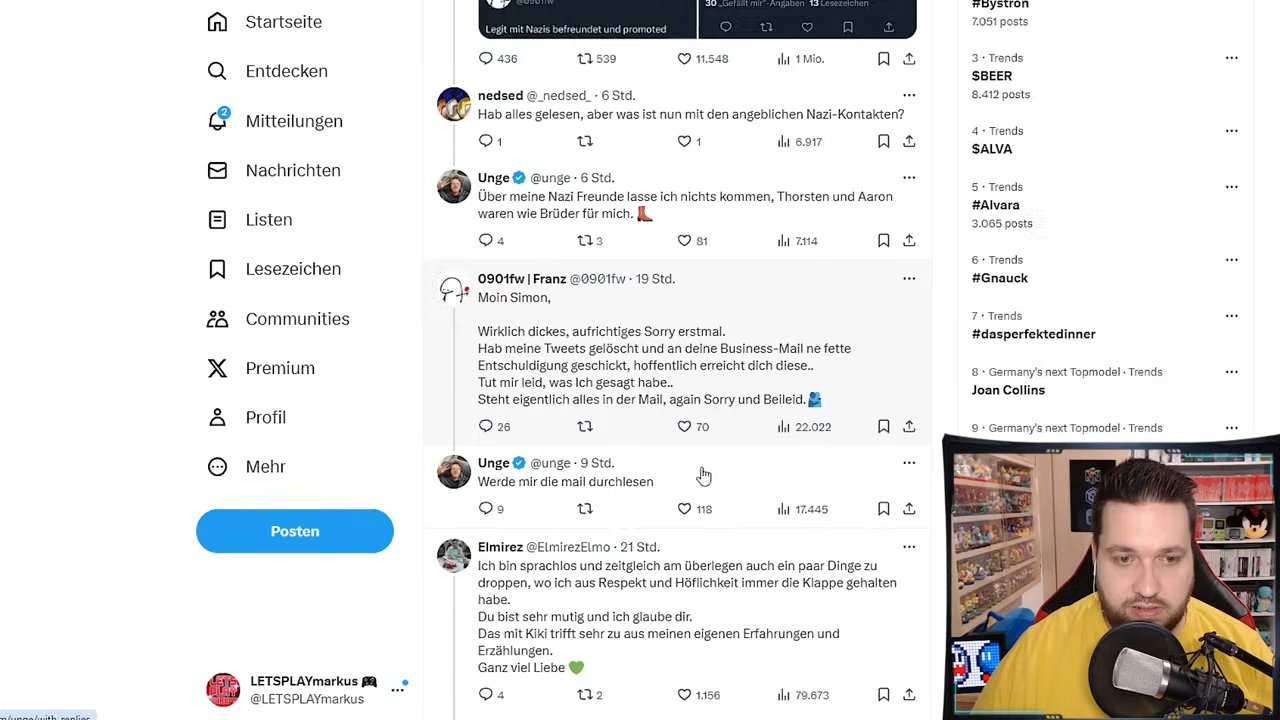 Startseite
Entdecken
2
Mitteilungen
Nachrichten
Listen
Lesezeichen
Communities
Premium
Profil
Mehr
Posten
LETSPLAYmarkus
@LETSPLAYmarkus
Legit mit Nazis befreundet und promoted
30 „Gefällt mir"-Angaben 13 Lesezeichen
436 539 11.548 1 Mio.
nedsed @_nedsed_ · 6 Std.
Hab alles gelesen, aber was ist nun mit den angeblichen Nazi-Kontakten?
1 1 6.917
Unge @unge · 6 Std.
Über meine Nazi Freunde lasse ich nichts kommen, Thorsten und Aaron
waren wie Brüder für mich.
4 3 81 7.114
0901fw | Franz @0901fw · 19 Std.
Moin Simon,
Wirklich dickes, aufrichtiges Sorry erstmal.
Hab meine Tweets gelöscht und an deine Business-Mail ne fette
Entschuldigung geschickt, hoffentlich erreicht dich diese..
Tut mir leid, was Ich gesagt habe..
Steht eigentlich alles in der Mail, again Sorry und Beileid.
26 70 22.022
Unge @unge · 9 Std.
Werde mir die mail durchlesen
9 118 17.445
Elmirez @ElmirezElmo · 21 Std.
Ich bin sprachlos und zeitgleich am überlegen auch ein paar Dinge zu
droppen, wo ich aus Respekt und Höflichkeit immer die Klappe gehalten
habe.
Du bist sehr mutig und ich glaube dir.
Das mit Kiki trifft sehr zu aus meinen eigenen Erfahrungen und
Erzählungen.
Ganz viel Liebe
4 2 1.156 79.673
#Bystron
7.051 posts
3 · Trends
$BEER
8.412 posts
4 · Trends
$ALVA
5 · Trends
#Alvara
3.065 posts
6 · Trends
#Gnauck
7 · Trends
#dasperfektedinner
8 · Germany's next Topmodel · Trends
Joan Collins
9 · Germany's next Topmodel · Trends